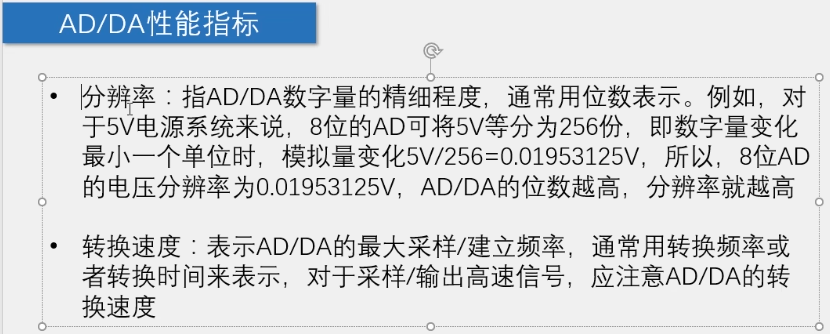 AD/DA性能指标
• 分辨率：指AD/DA数字量的精细程度，通常用位数表示。例如，对
于5V电源系统来说，8位的AD可将5V等分为256份，即数字量变化
最小一个单位时，模拟量变化5V/256=0.01953125V，所以，8位AD
的电压分辨率为0.01953125V，AD/DA的位数越高，分辨率就越高
• 转换速度：表示AD/DA的最大采样/建立频率，通常用转换频率或
者转换时间来表示，对于采样/输出高速信号，应注意AD/DA的转
换速度